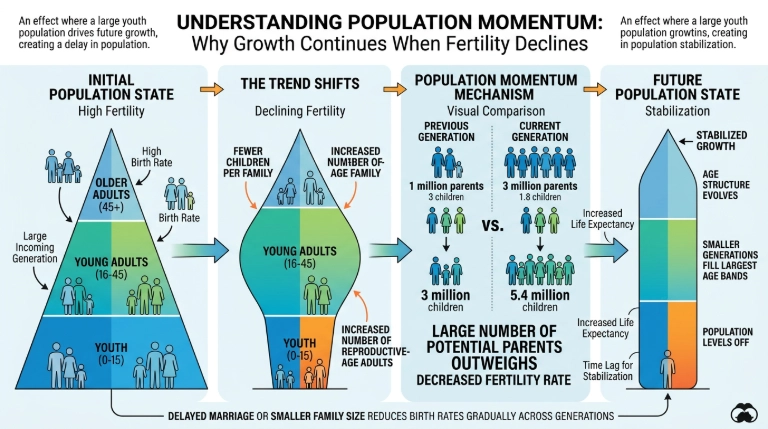 An effect where a large youth
population drives future growth,
creating a delay in population.
UNDERSTANDING POPULATION MOMENTUM:
Why Growth Continues When Fertility Declines
An effect where a large youth
population growtins, creating
in population stabilization.
INITIAL
POPULATION STATE
High Fertility
High
Birth Rate
OLDER
ADULTS
(45+)
Birth Rate
Large
Incoming
Generation
YOUNG ADULTS
(16-45)
YOUTH
(0-15)
THE TREND SHIFTS
Declining Fertility
FEWER
CHILDREN
PER FAMILY
INCREASED
NUMBER OF-
AGE FAMILY
YOUNG ADULTS
(16-45)
YOUTH
(0-15)
INCREASED
NUMBER OF
REPRODUCTIVE-
AGE ADULTS
POPULATION MOMENTUM
MECHANISM
Visual Comparison
PREVIOUS
GENERATION
1 million parents
3 children
3 million
children
VS.
CURRENT
GENERATION
3 million parents
1.8 children
5.4 million
children
LARGE NUMBER OF
POTENTIAL PARENTS
OUTWEIGHS
DECREASED FERTILITY RATE
FUTURE
POPULATION STATE
Stabilization
STABILIZED
GROWTH
AGE
STRUCTURE
EVOLVES
Increased
Life Expectancy
SMALLER
GENERATIONS
FILL LARGEST
AGE BANDS
Increased Life
Expectancy
POPULATION
LEVELS OFF
Time Lag for
Stabilization
DELAYED MARRIAGE OR SMALLER FAMILY SIZE REDUCES BIRTH RATES GRADUALLY ACROSS GENERATIONS